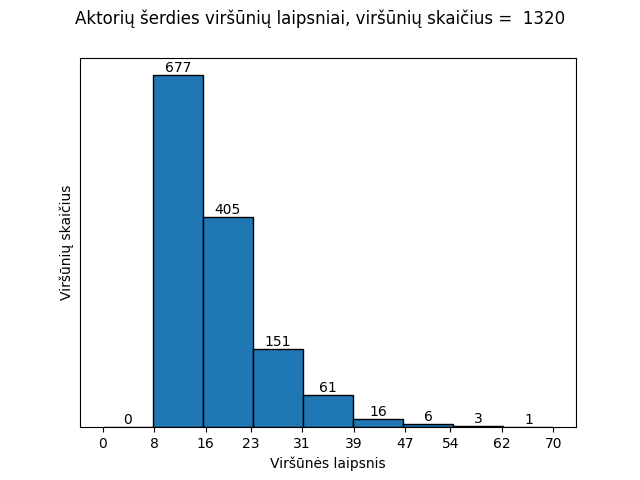 Aktorių šerdies viršūnių laipsniai, viršūnių skaičius =  1320
Viršūnių skaičius
677
405
151
61
16
6
3
1
0
0 8 16 23 31 39 47 54 62 70
Viršūnės laipsnis